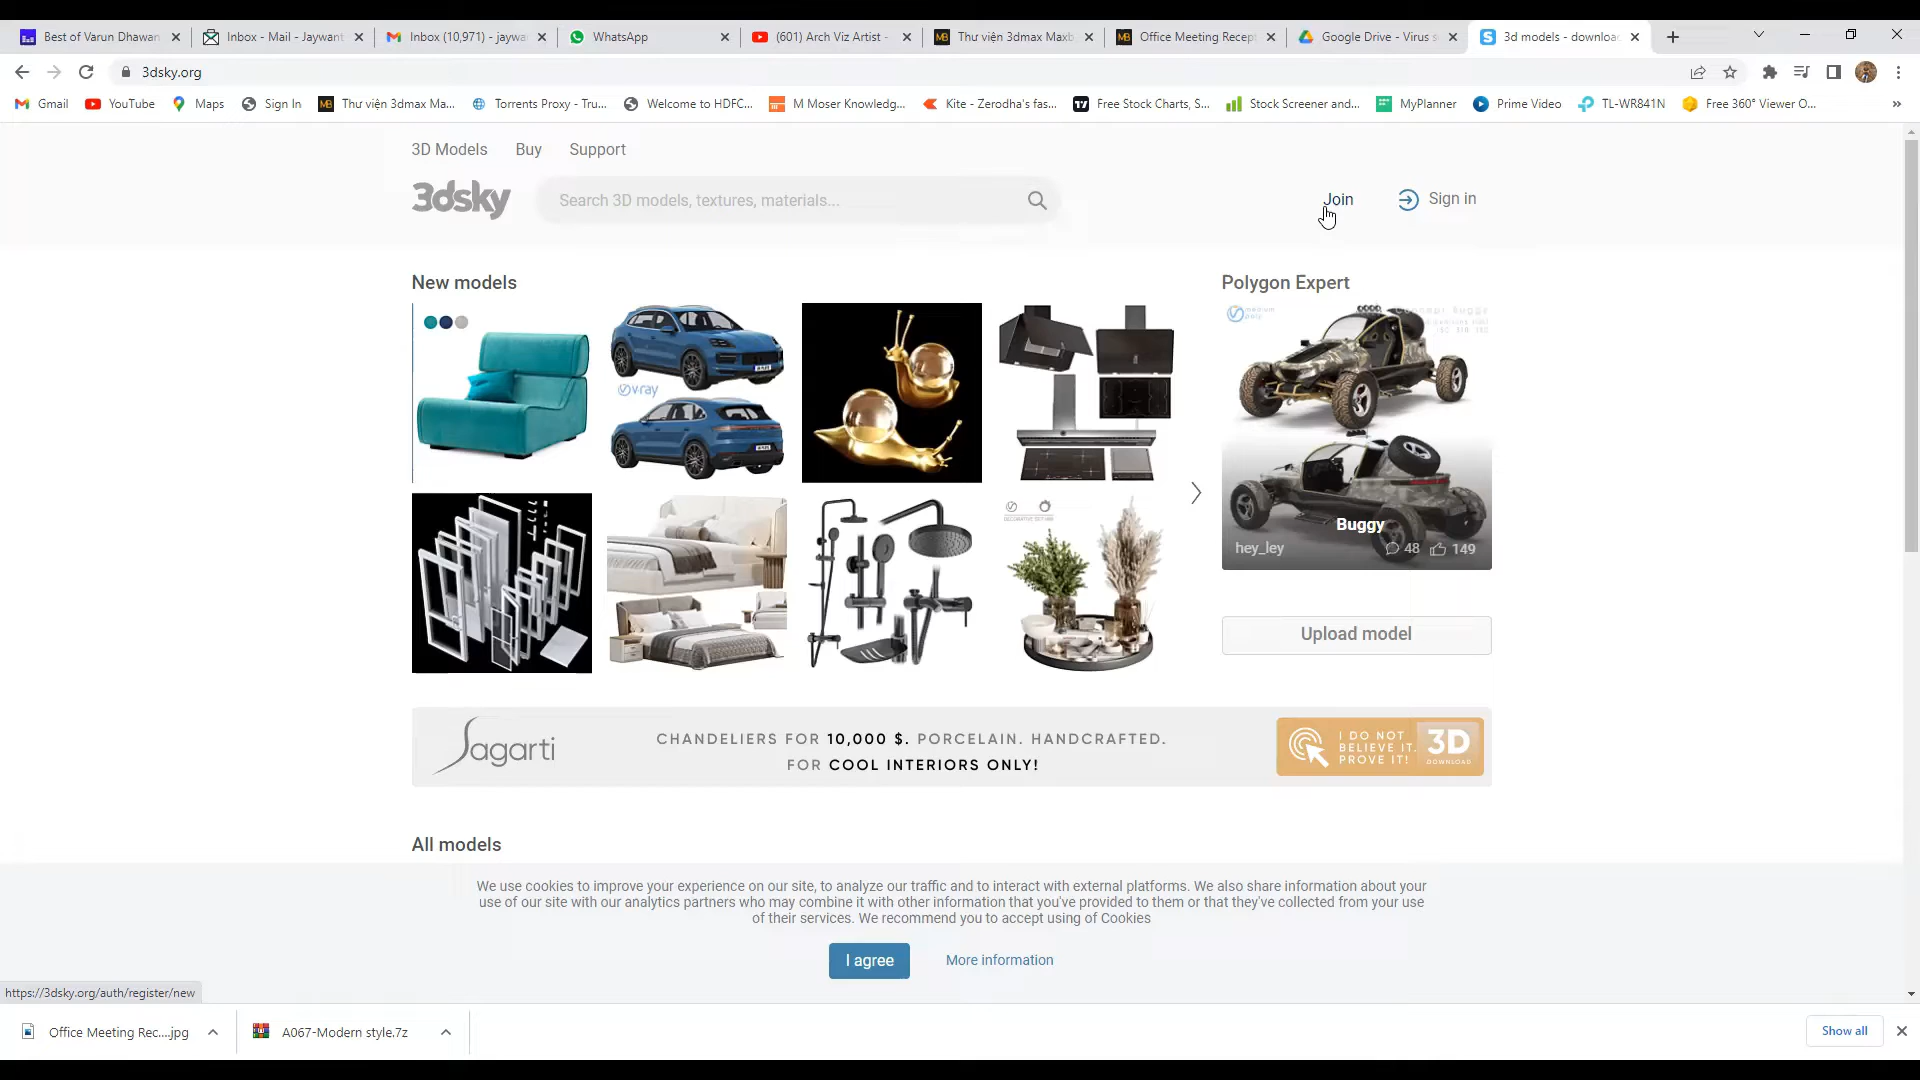 Best of Varun Dhawan
Inbox - Mail - Jaywant
Inbox (10,971) - jaywa
WhatsApp
(601) Arch Viz Artist -
Thư viện 3dmax Maxb
Office Meeting Recept
Google Drive - Virus s
3d models - download
3dsky.org
Gmail
YouTube
Maps
Sign In
Thư viện 3dmax Ma...
Torrents Proxy - Tru...
Welcome to HDFC...
M Moser Knowledg...
Kite - Zerodha's fas...
Free Stock Charts, S...
Stock Screener and...
MyPlanner
Prime Video
TL-WR841N
Free 360° Viewer O...
3D Models Buy Support
3dsky
Search 3D models, textures, materials...
Join
Sign in
New models
Polygon Expert
v-ray
Buggy
hey_ley 48 149
Upload model
Sagarti
CHANDELIERS FOR 10,000 $. PORCELAIN. HANDCRAFTED.
FOR COOL INTERIORS ONLY!
I DO NOT
BELIEVE IT.
PROVE IT!
3D
DOWNLOAD
All models
We use cookies to improve your experience on our site, to analyze our traffic and to interact with external platforms. We also share information about your
use of our site with our analytics partners who may combine it with other information that you've provided to them or that they've collected from your use
of their services. We recommend you to accept using of Cookies
I agree
More information
https://3dsky.org/auth/register/new
Office Meeting Rec....jpg
A067-Modern style.7z
Show all